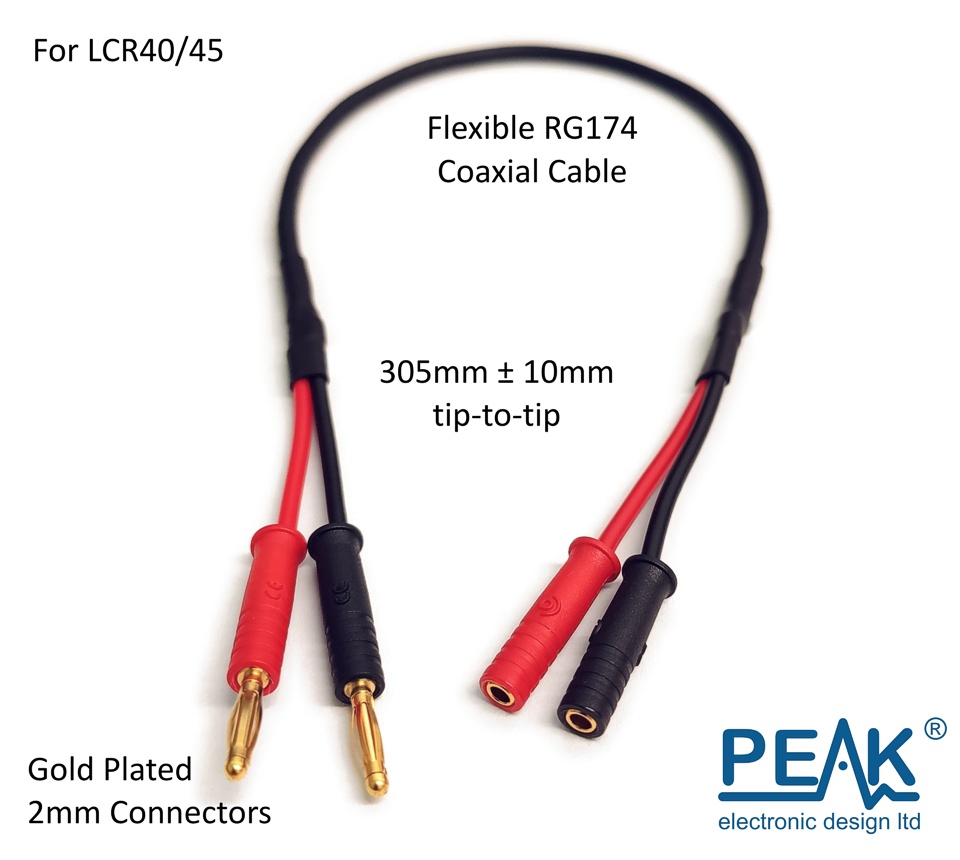 For LCR40/45
Flexible RG174
Coaxial Cable
305mm ± 10mm
tip-to-tip
Gold Plated
2mm Connectors
PEAK®
electronic design ltd